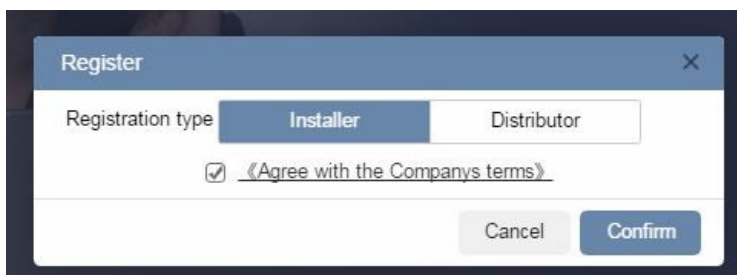 Register
Registration type Installer Distributor
《Agree with the Companys terms》
Cancel Confirm